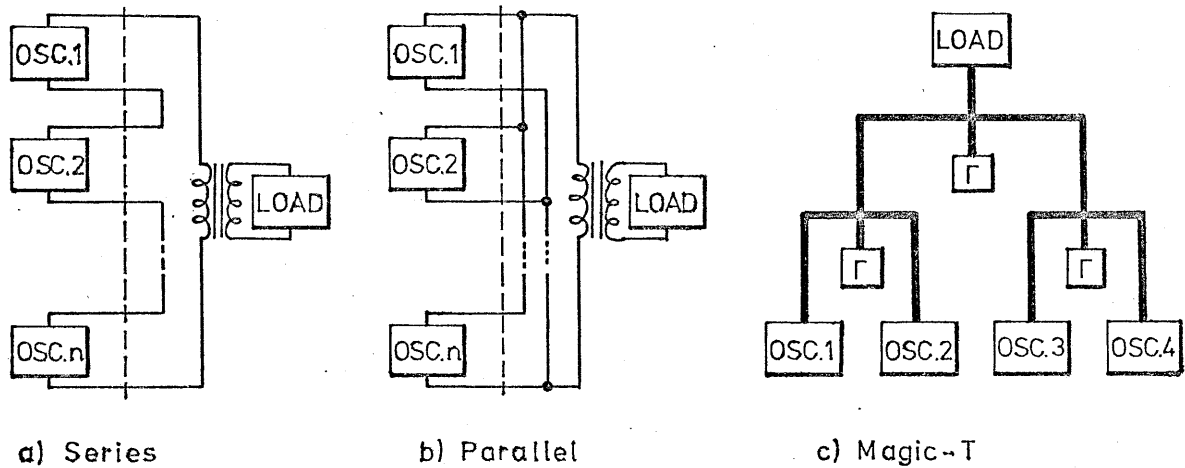 OSC.1
OSC.2
OSC.n
LOAD
a) Series
OSC.1
OSC.2
OSC.n
LOAD
b) Parallel
LOAD
Γ
Γ
Γ
OSC.1
OSC.2
OSC.3
OSC.4
c) Magic-T